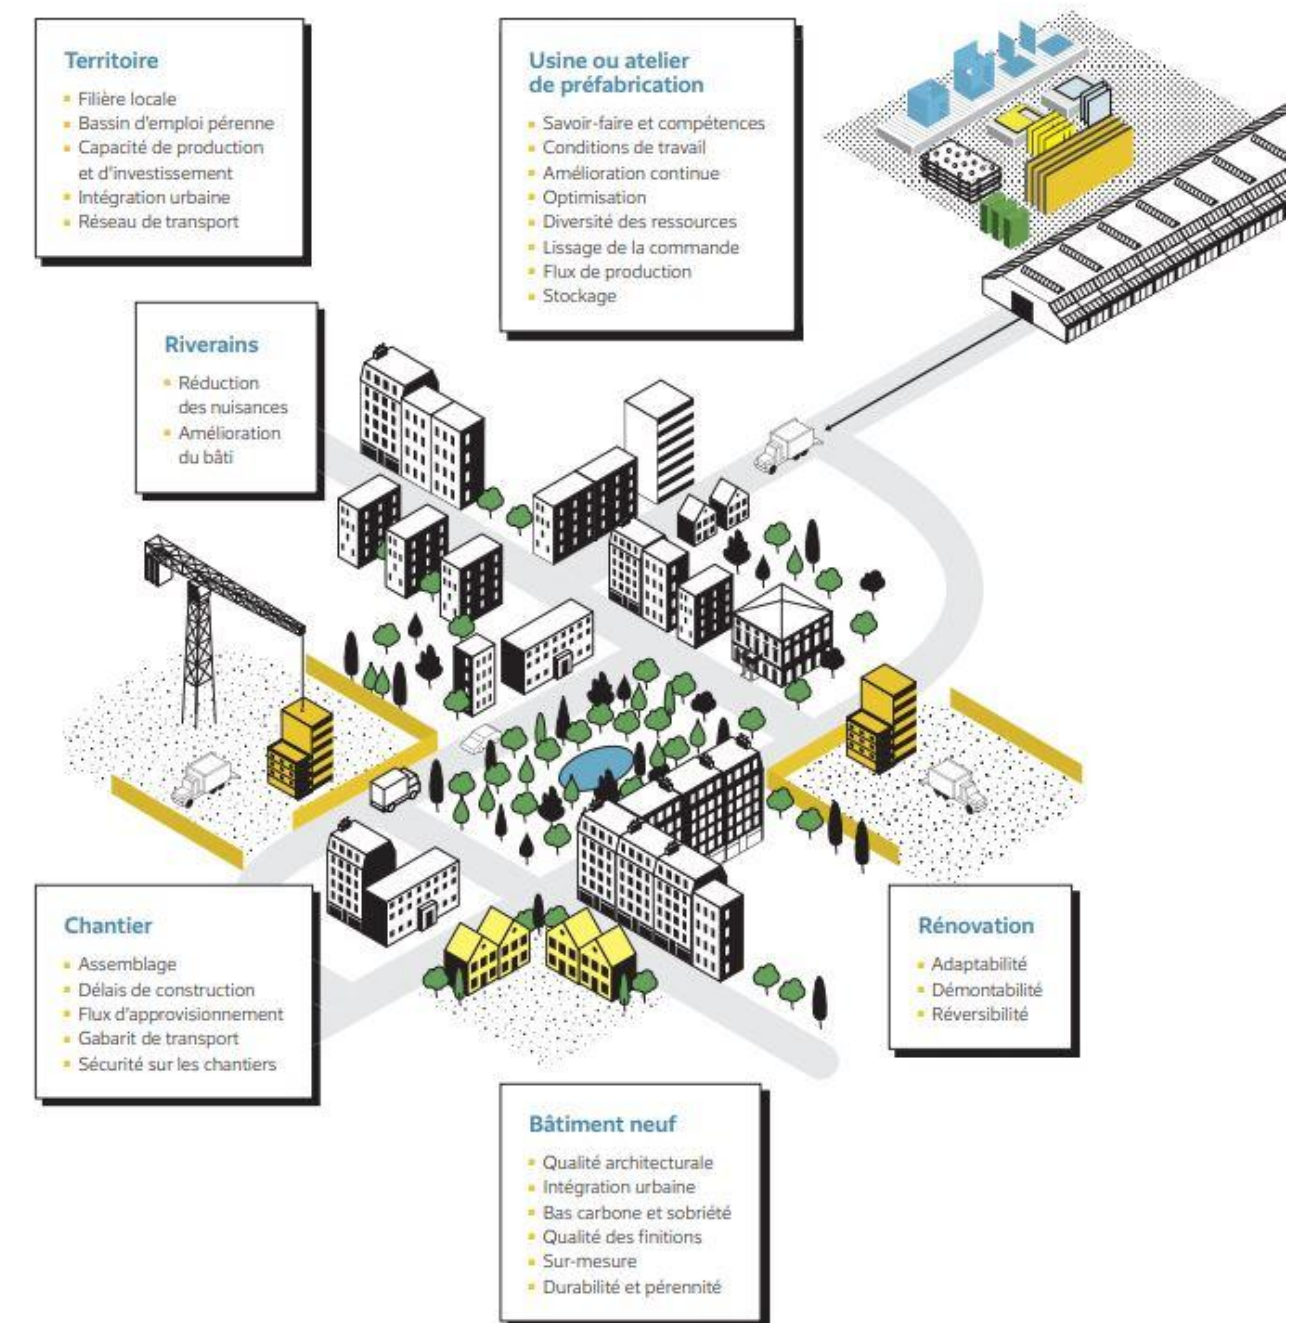 Territoire
Filière locale
Bassin d'emploi pérenne
Capacité de production
et d'investissement
Intégration urbaine
Réseau de transport
Usine ou atelier
de préfabrication
Savoir-faire et compétences
Conditions de travail
Amélioration continue
Optimisation
Diversité des ressources
Lissage de la commande
Flux de production
Stockage
Riverains
Réduction
des nuisances
Amélioration
du bâti
Chantier
Assemblage
Délais de construction
Flux d'approvisionnement
Gabarit de transport
Sécurité sur les chantiers
Rénovation
Adaptabilité
Démontabilité
Réversibilité
Bâtiment neuf
Qualité architecturale
Intégration urbaine
Bas carbone et sobriété
Qualité des finitions
Sur-mesure
Durabilité et pérennité